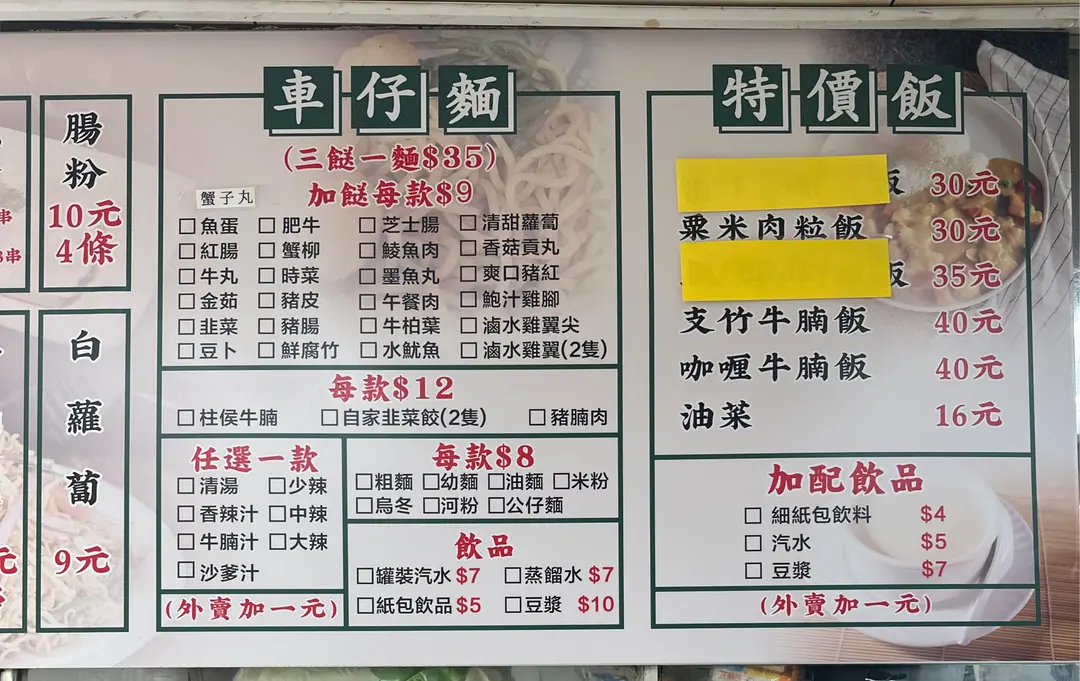 串
串
元
腸粉
10元
4條
白蘿蔔
9元
車仔麵
(三餸一麵$35)
加餸每款$9
蟹子丸
□魚蛋 □肥牛 □芝士腸 □清甜蘿蔔
□紅腸 □蟹柳 □鯪魚肉 □香菇貢丸
□牛丸 □時菜 □墨魚丸 □爽口豬紅
□金茹 □豬皮 □午餐肉 □鮑汁雞腳
□韭菜 □豬腸 □牛柏葉 □滷水雞翼尖
□豆卜 □鮮腐竹 □水魷魚 □滷水雞翼(2隻)
每款$12
□柱侯牛腩 □自家韭菜餃(2隻) □豬腩肉
任選一款
□清湯 □少辣
□香辣汁 □中辣
□牛腩汁 □大辣
□沙爹汁
(外賣加一元)
每款$8
□粗麵 □幼麵 □油麵 □米粉
□烏冬 □河粉 □公仔麵
飲品
□罐裝汽水$7 □蒸餾水$7
□紙包飲品$5 □豆漿 $10
特價飯
飯 30元
粟米肉粒飯 30元
飯 35元
支竹牛腩飯 40元
咖喱牛腩飯 40元
油菜 16元
加配飲品
□ 細紙包飲料 $4
□ 汽水 $5
□ 豆漿 $7
(外賣加一元)